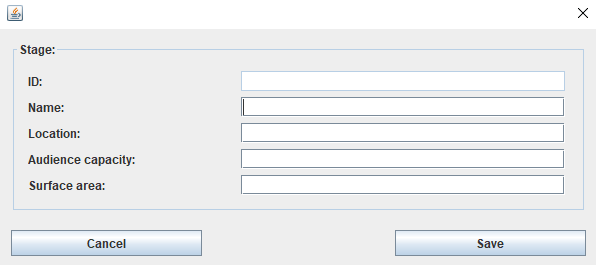 Stage:
ID:
Name:
Location:
Audience capacity:
Surface area:
Cancel Save